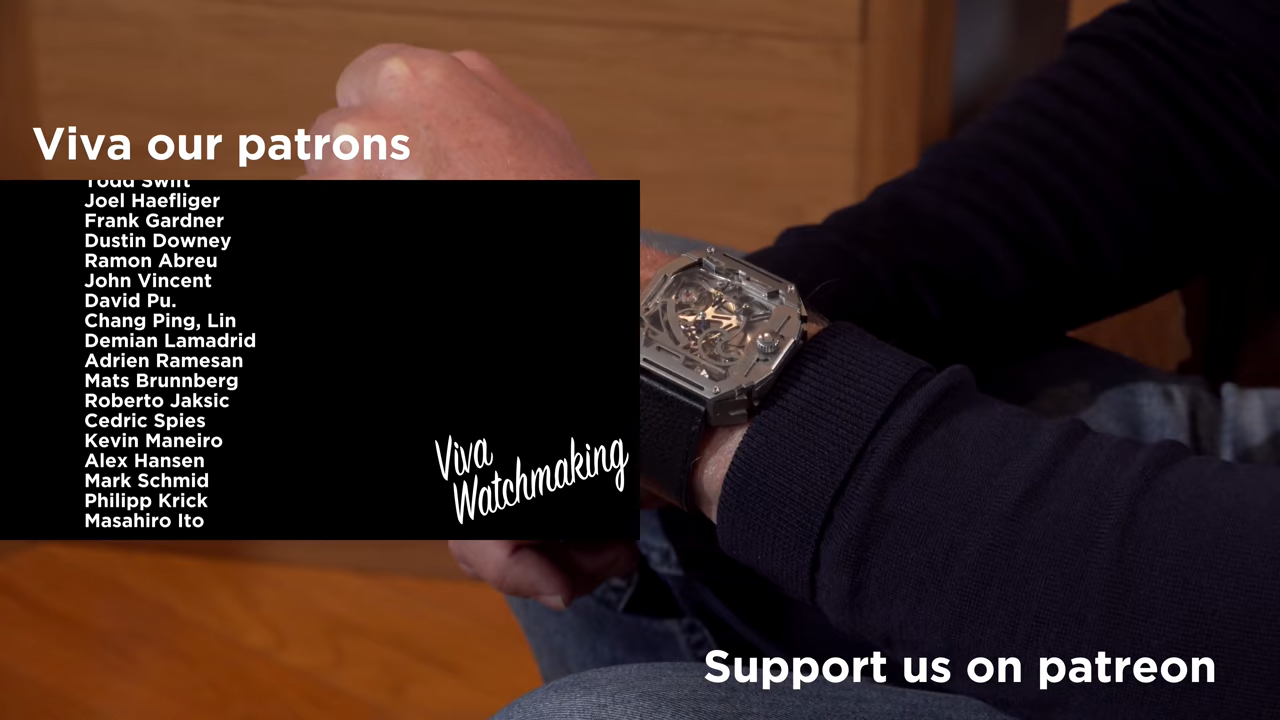 Viva our patrons
Todd Swift
Joel Haefliger
Frank Gardner
Dustin Downey
Ramon Abreu
John Vincent
David Pu.
Chang Ping, Lin
Demian Lamadrid
Adrien Ramesan
Mats Brunnberg
Roberto Jaksic
Cedric Spies
Kevin Maneiro
Alex Hansen
Mark Schmid
Philipp Krick
Masahiro Ito
Viva
Watchmaking
Support us on patreon